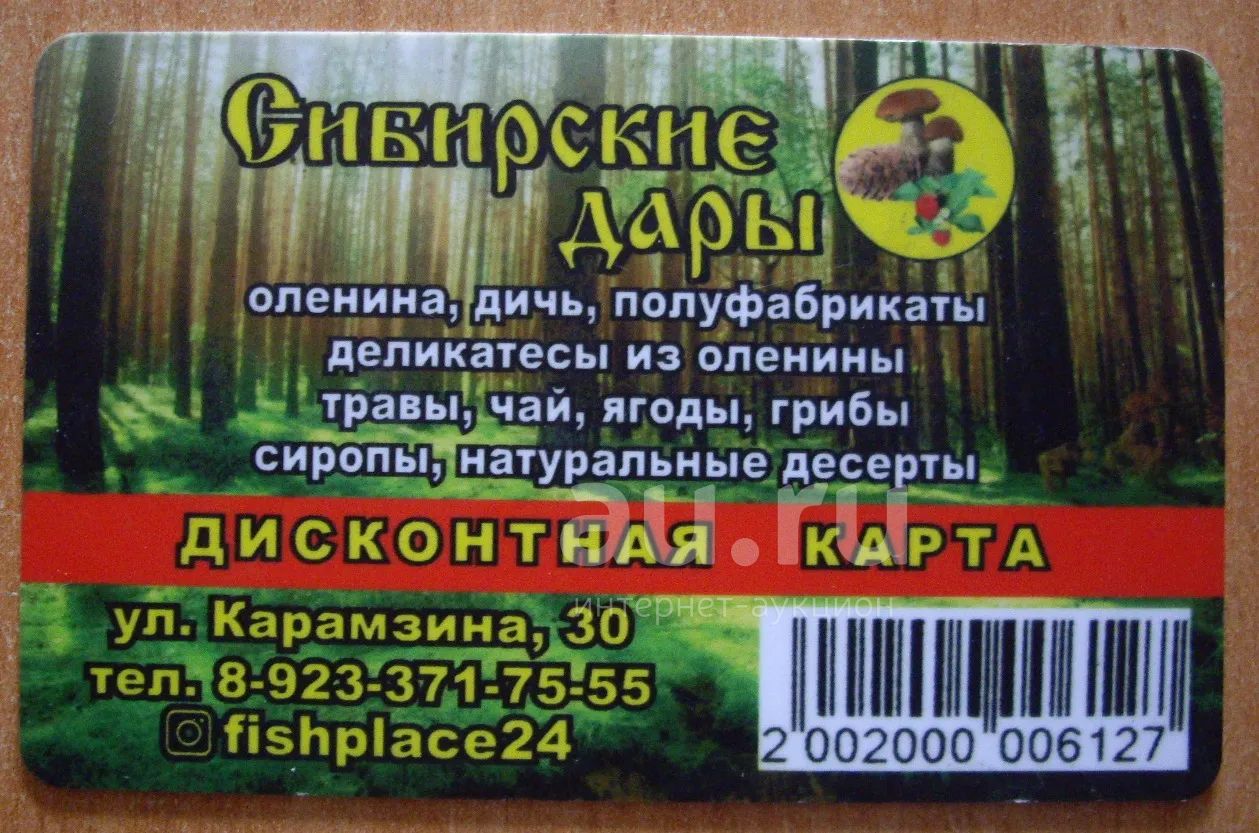 Сибирские
дары
оленина, дичь, полуфабрикаты
деликатесы из оленины
травы, чай, ягоды, грибы
сиропы, натуральные десерты
au.ru
ДИСКОНТНАЯ КАРТА
интернет-аукцион
ул. Карамзина, 30
тел. 8-923-371-75-55
fishplace24
2 002000 006127